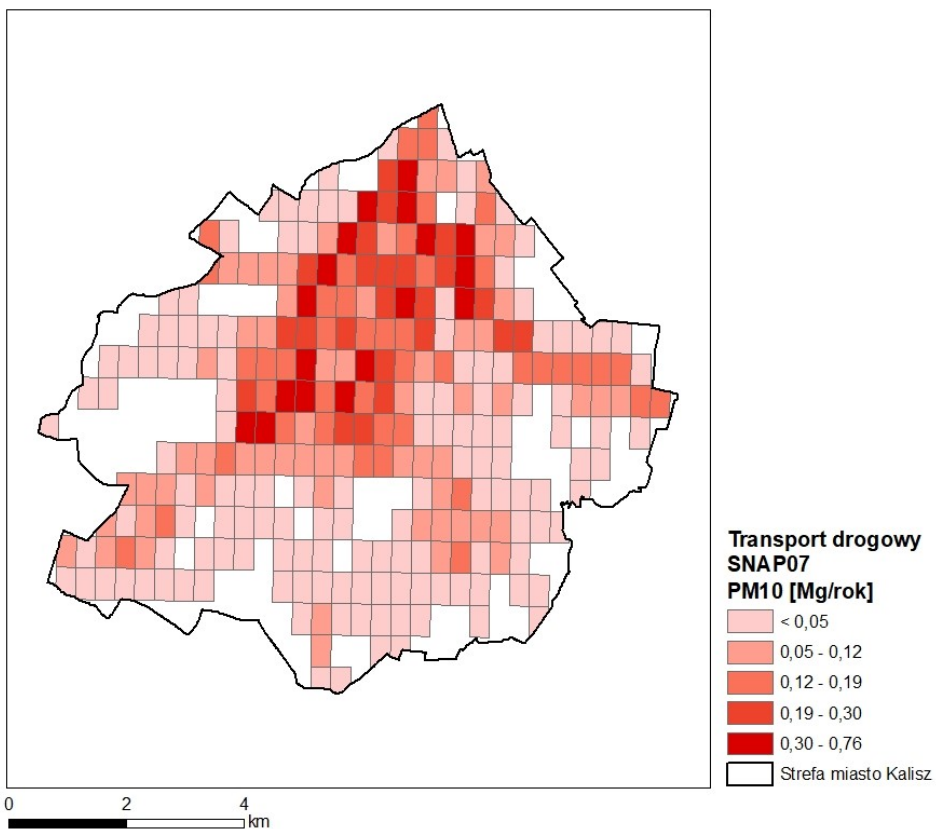 Transport drogowy
SNAP07
PM10 [Mg/rok]
< 0,05
0,05 - 0,12
0,12 - 0,19
0,19 - 0,30
0,30 - 0,76
Strefa miasto Kalisz
0 2 4
km